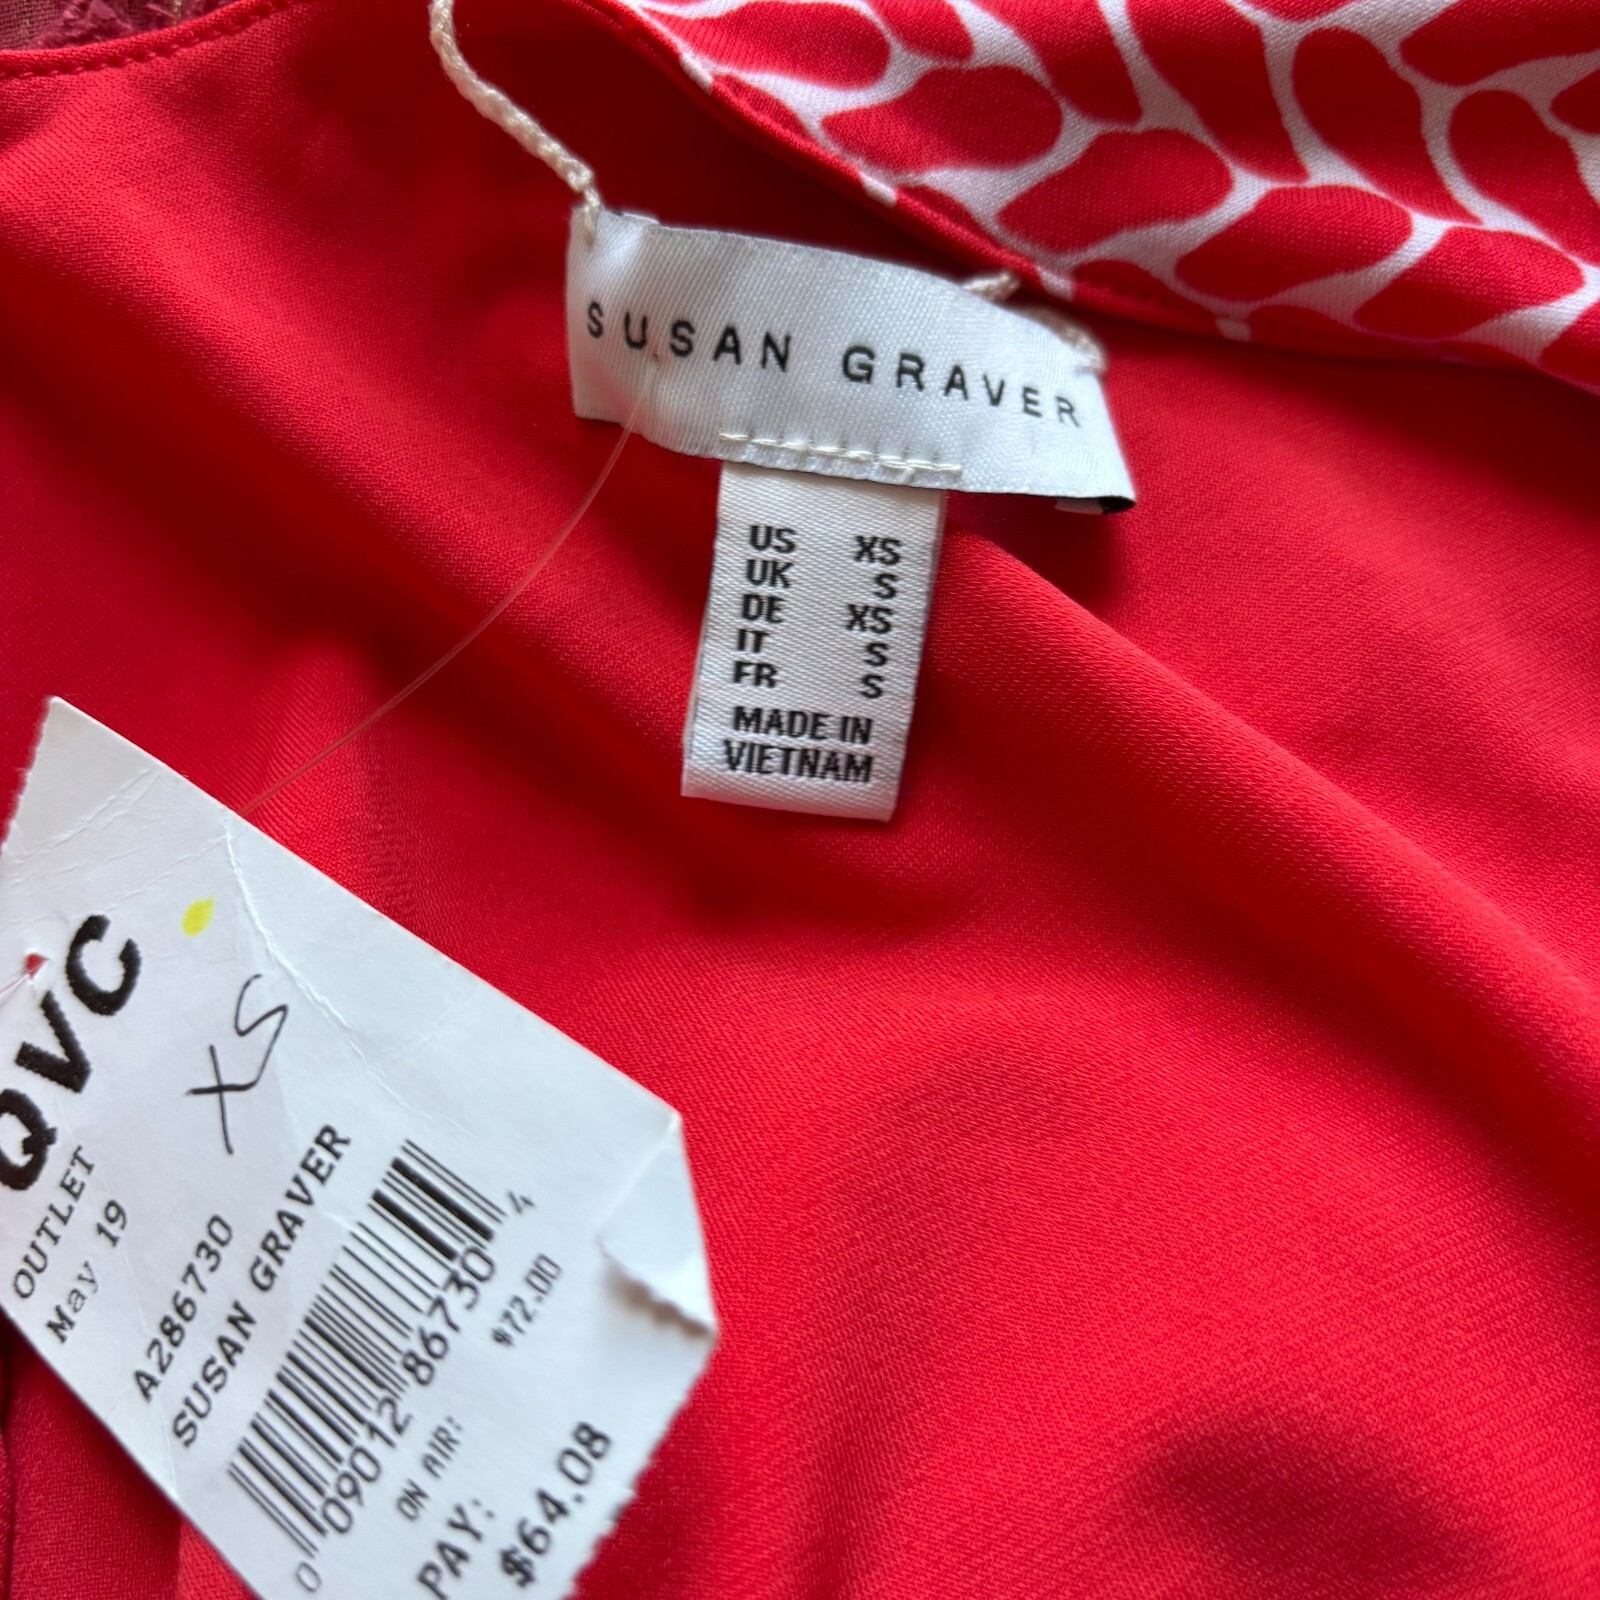 SUSAN GRAVER
US XS
UK S
DE XS
IT S
FR S
MADE IN
VIETNAM
QVC
OUTLET
May 19
XS
A286730
SUSAN GRAVER
0 09012 86730 4
ON AIR: $72.00
PAY: $64.08